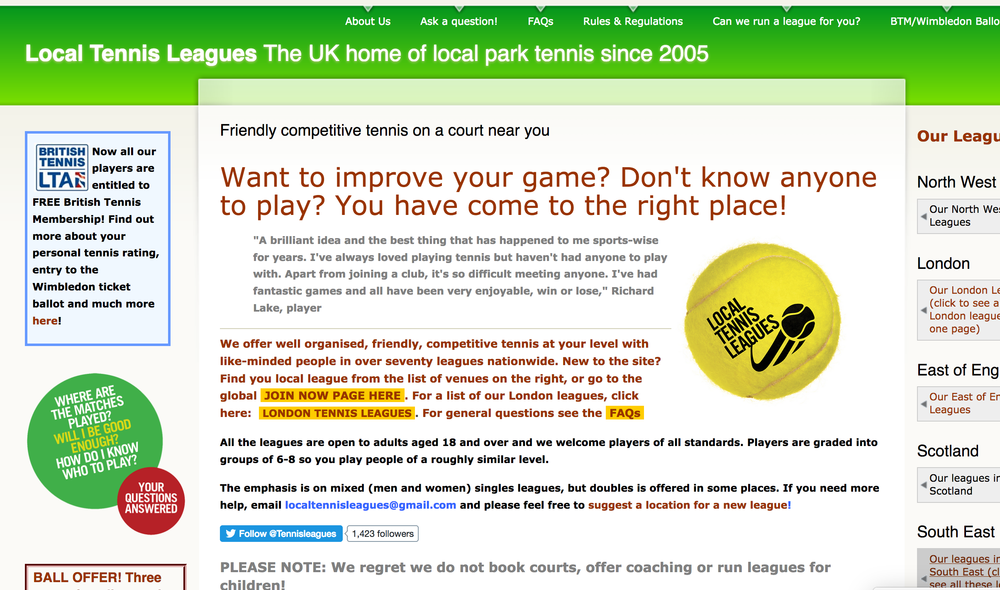 About Us
Ask a question!
FAQs
Rules & Regulations
Can we run a league for you?
BTM/Wimbledon Ballo
Local Tennis Leagues The UK home of local park tennis since 2005
BRITISH
TENNIS
LTA
Now all our
players are
entitled to
FREE British Tennis
Membership! Find out
more about your
personal tennis rating,
entry to the
Wimbledon ticket
ballot and much more
here!
WHERE ARE
THE MATCHES
PLAYED?
WILL I BE GOOD
ENOUGH?
HOW DO I KNOW
WHO TO PLAY?
YOUR
QUESTIONS
ANSWERED
BALL OFFER! Three
Friendly competitive tennis on a court near you
Want to improve your game? Don't know anyone
to play? You have come to the right place!
"A brilliant idea and the best thing that has happened to me sports-wise
for years. I've always loved playing tennis but haven't had anyone to play
with. Apart from joining a club, it's so difficult meeting anyone. I've had
fantastic games and all have been very enjoyable, win or lose," Richard
Lake, player
LOCAL
TENNIS
LEAGUES
We offer well organised, friendly, competitive tennis at your level with
like-minded people in over seventy leagues nationwide. New to the site?
Find you local league from the list of venues on the right, or go to the
global JOIN NOW PAGE HERE. For a list of our London leagues, click
here: LONDON TENNIS LEAGUES. For general questions see the FAQs
All the leagues are open to adults aged 18 and over and we welcome players of all standards. Players are graded into
groups of 6-8 so you play people of a roughly similar level.
The emphasis is on mixed (men and women) singles leagues, but doubles is offered in some places. If you need more
help, email localtennisleagues@gmail.com and please feel free to suggest a location for a new league!
Follow @Tennisleagues
1,423 followers
PLEASE NOTE: We regret we do not book courts, offer coaching or run leagues for
children!
Our Leagu
North West
Our North Wes
Leagues
London
Our London Le
(click to see a
London league
one page)
East of Eng
Our East of En
Leagues
Scotland
Our leagues in
Scotland
South East
Our leagues in
South East (cl
see all these le